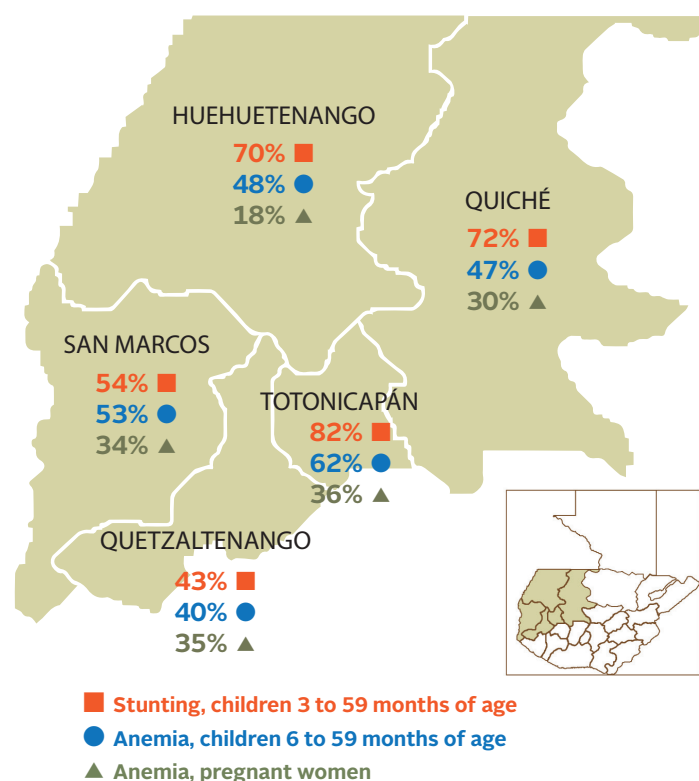 HUEHUETENANGO
70%
48%
18%
QUICHÉ
72%
47%
30%
SAN MARCOS
54%
53%
34%
TOTONICAPÁN
82%
62%
36%
QUETZALTENANGO
43%
40%
35%
Stunting, children 3 to 59 months of age
Anemia, children 6 to 59 months of age
Anemia, pregnant women